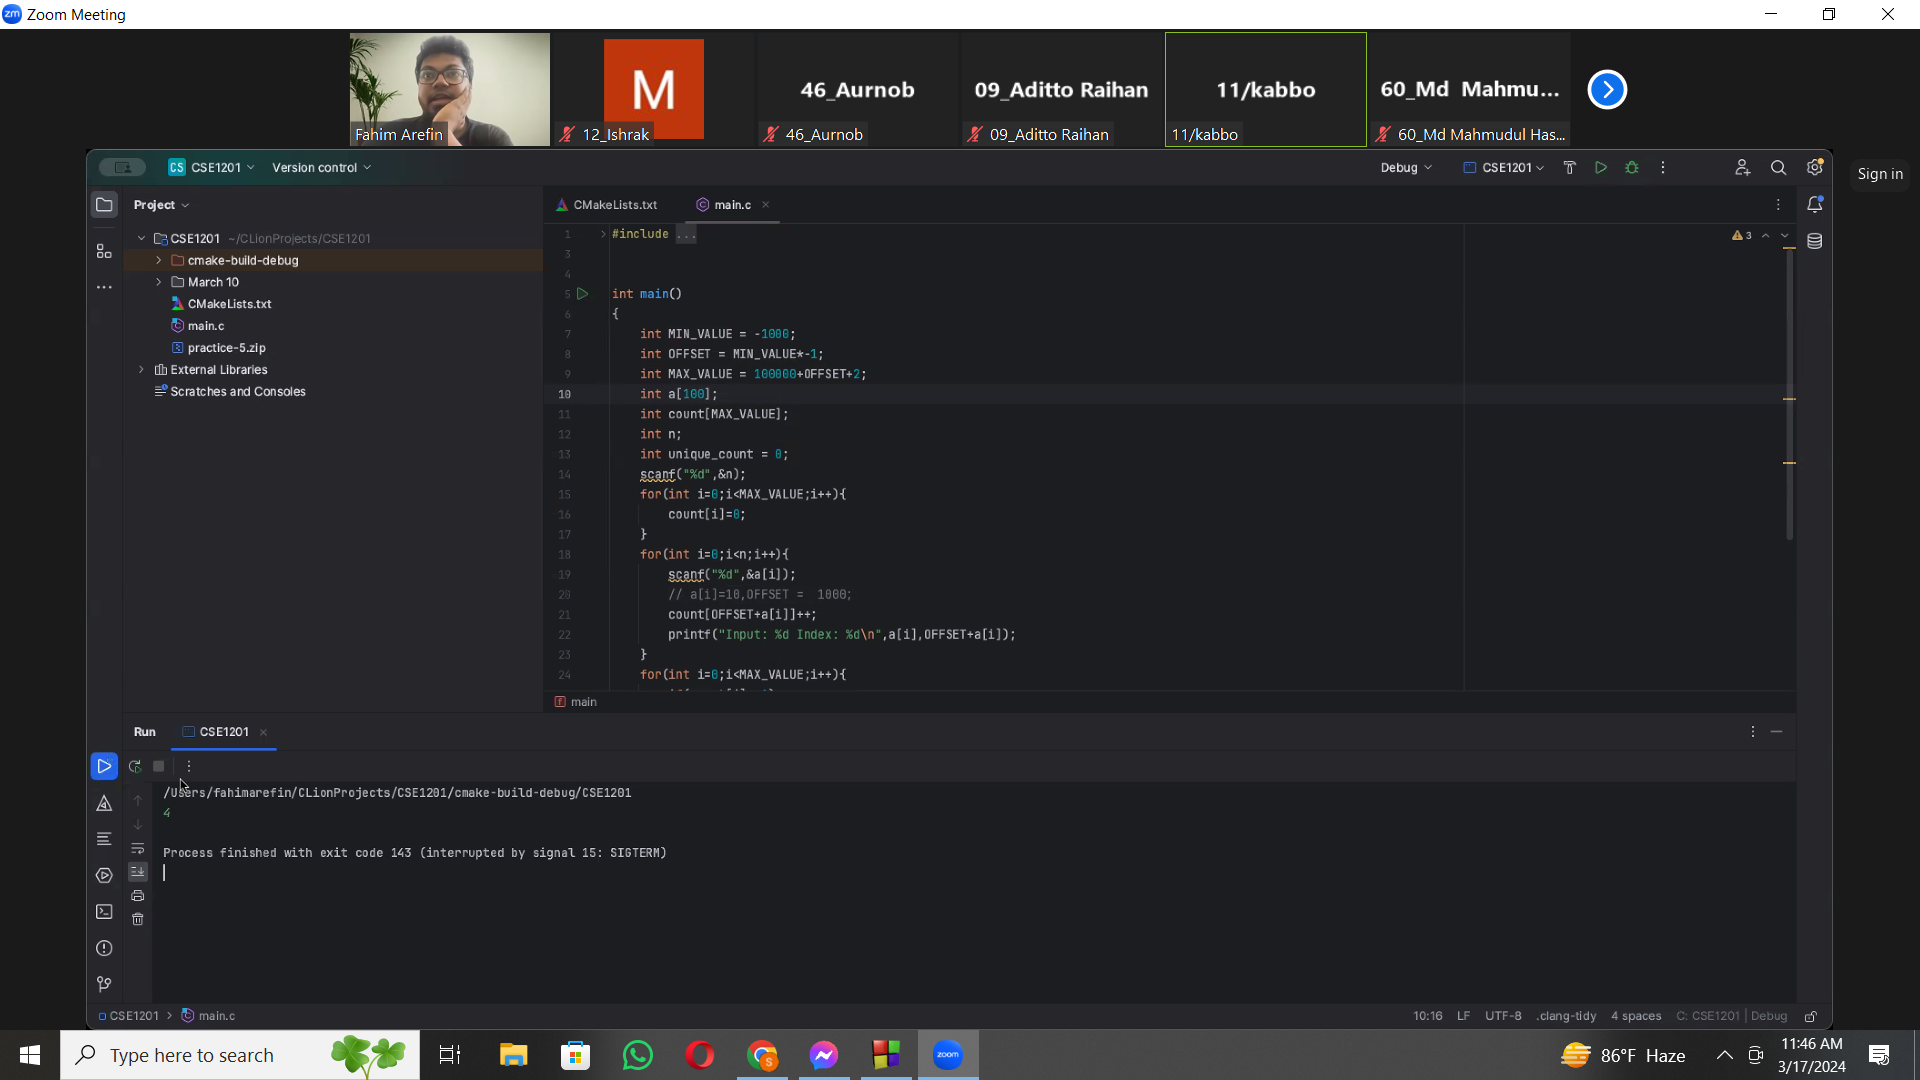 Zoom Meeting
Fahim Arefin
M
12_Ishrak
46_Aurnob
46_Aurnob
09_Aditto Raihan
09_Aditto Raihan
11/kabbo
11/kabbo
60_Md Mahmu...
60_Md Mahmudul Has...
Sign in
CS CSE1201
Version control
Debug
CSE1201
Project
CMakeLists.txt
main.c
CSE1201 ~/CLionProjects/CSE1201
cmake-build-debug
March 10
CMakeLists.txt
main.c
practice-5.zip
External Libraries
Scratches and Consoles
3
1 #include ...
3
4
5 int main()
6 {
7 int MIN_VALUE = -1000;
8 int OFFSET = MIN_VALUE*-1;
9 int MAX_VALUE = 100000+OFFSET+2;
10 int a[100];
11 int count[MAX_VALUE];
12 int n;
13 int unique_count = 0;
14 scanf("%d",&n);
15 for(int i=0;i<MAX_VALUE;i++){
16 count[i]=0;
17 }
18 for(int i=0;i<n;i++){
19 scanf("%d",&a[i]);
20 // a[i]=10,OFFSET = 1000;
21 count[OFFSET+a[i]]++;
22 printf("Input: %d Index: %d\n",a[i],OFFSET+a[i]);
23 }
24 for(int i=0;i<MAX_VALUE;i++){
f main
Run
CSE1201
/Users/fahimarefin/CLionProjects/CSE1201/cmake-build-debug/CSE1201
4
Process finished with exit code 143 (interrupted by signal 15: SIGTERM)
CSE1201 > main.c
10:16 LF UTF-8 .clang-tidy 4 spaces C: CSE1201 | Debug
Type here to search
S
zoom
86°F Haze
11:46 AM
3/17/2024